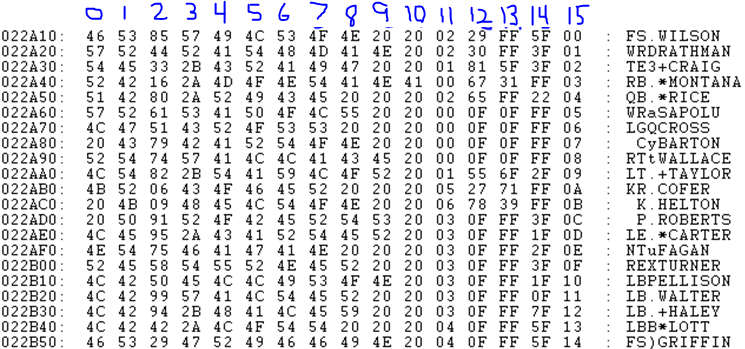 0 1 2 3 4 5 6 7 8 9 10 11 12 13 14 15
022A10: 46 53 85 57 49 4C 53 4F 4E 20 20 02 29 FF 5F 00 : FS.WILSON
022A20: 57 52 44 52 41 54 48 4D 41 4E 20 02 30 FF 3F 01 : WRDRATHMAN
022A30: 54 45 33 2B 43 52 41 49 47 20 20 01 81 5F 3F 02 : TE3+CRAIG
022A40: 52 42 16 2A 4D 4F 4E 54 41 4E 41 00 67 31 FF 03 : RB.*MONTANA
022A50: 51 42 80 2A 52 49 43 45 20 20 20 02 65 FF 22 04 : QB.*RICE
022A60: 57 52 61 53 41 50 4F 4C 55 20 20 00 0F 0F FF 05 : WRaSAPOLU
022A70: 4C 47 51 43 52 4F 53 53 20 20 20 00 0F 0F FF 06 : LGQCROSS
022A80: 20 43 79 42 41 52 54 4F 4E 20 20 00 0F 0F FF 07 : CyBARTON
022A90: 52 54 74 57 41 4C 4C 41 43 45 20 00 0F 0F FF 08 : RTtWALLACE
022AA0: 4C 54 82 2B 54 41 59 4C 4F 52 20 01 55 6F 2F 09 : LT.+TAYLOR
022AB0: 4B 52 06 43 4F 46 45 52 20 20 20 05 27 71 FF 0A : KR.COFER
022AC0: 20 4B 09 48 45 4C 54 4F 4E 20 20 06 78 39 FF 0B : K.HELTON
022AD0: 20 50 91 52 4F 42 45 52 54 53 20 03 0F FF 3F 0C : P.ROBERTS
022AE0: 4C 45 95 2A 43 41 52 54 45 52 20 03 0F FF 1F 0D : LE.*CARTER
022AF0: 4E 54 75 46 41 47 41 4E 20 20 20 03 0F FF 2F 0E : NTuFAGAN
022B00: 52 45 58 54 55 52 4E 45 52 20 20 03 0F FF 3F 0F : REXTURNER
022B10: 4C 42 50 45 4C 4C 49 53 4F 4E 20 03 0F FF 1F 10 : LBPELLISON
022B20: 4C 42 99 57 41 4C 54 45 52 20 20 03 0F FF 0F 11 : LB.WALTER
022B30: 4C 42 94 2B 48 41 4C 45 59 20 20 03 0F FF 7F 12 : LB.+HALEY
022B40: 4C 42 42 2A 4C 4F 54 54 20 20 20 04 0F FF 5F 13 : LBB*LOTT
022B50: 46 53 29 47 52 49 46 46 49 4E 20 04 0F FF 5F 14 : FS)GRIFFIN